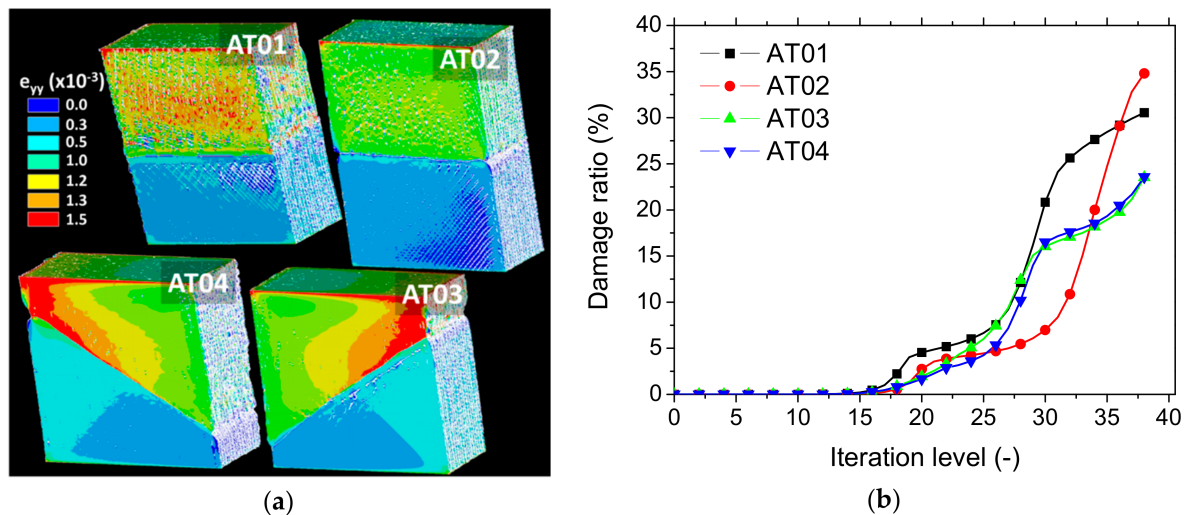 (a)
AT01
AT02
e_yy (x10^-3)
0.0
0.3
0.5
1.0
1.2
1.3
1.5
AT04
AT03
(b)
Damage ratio (%)
40
35
30
25
20
15
10
5
0
AT01
AT02
AT03
AT04
0 5 10 15 20 25 30 35 40
Iteration level (-)